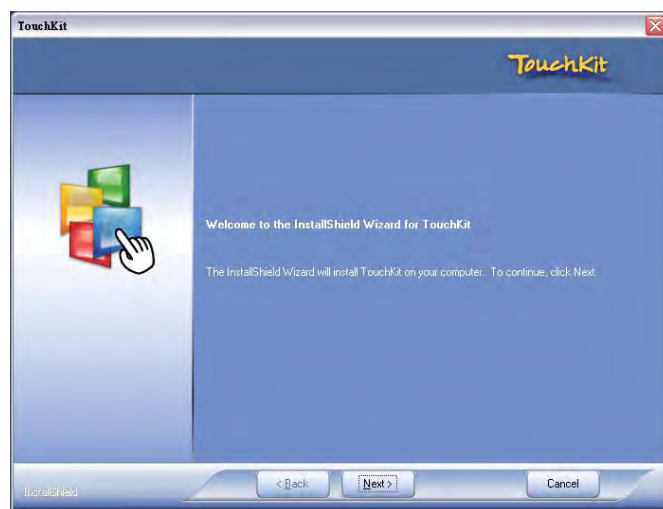 TouchKit
TouchKit
Welcome to the InstallShield Wizard for TouchKit
The InstallShield Wizard will install TouchKit on your computer. To continue, click Next.
InstallShield
< Back
Next >
Cancel